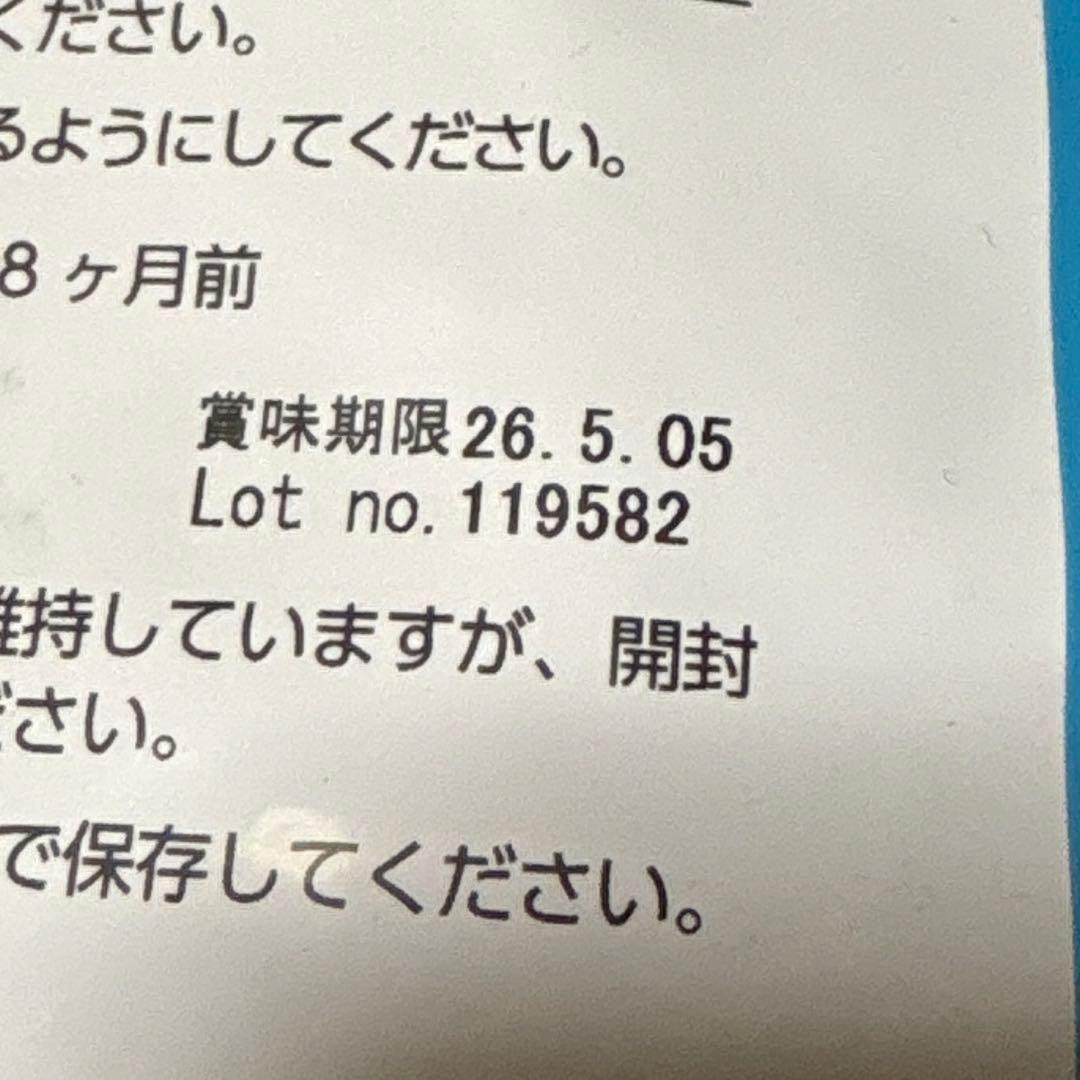 ください。
るようにしてください。
8ヶ月前
賞味期限26.5.05
Lot no.119582
維持していますが、開封
ださい。
で保存してください。